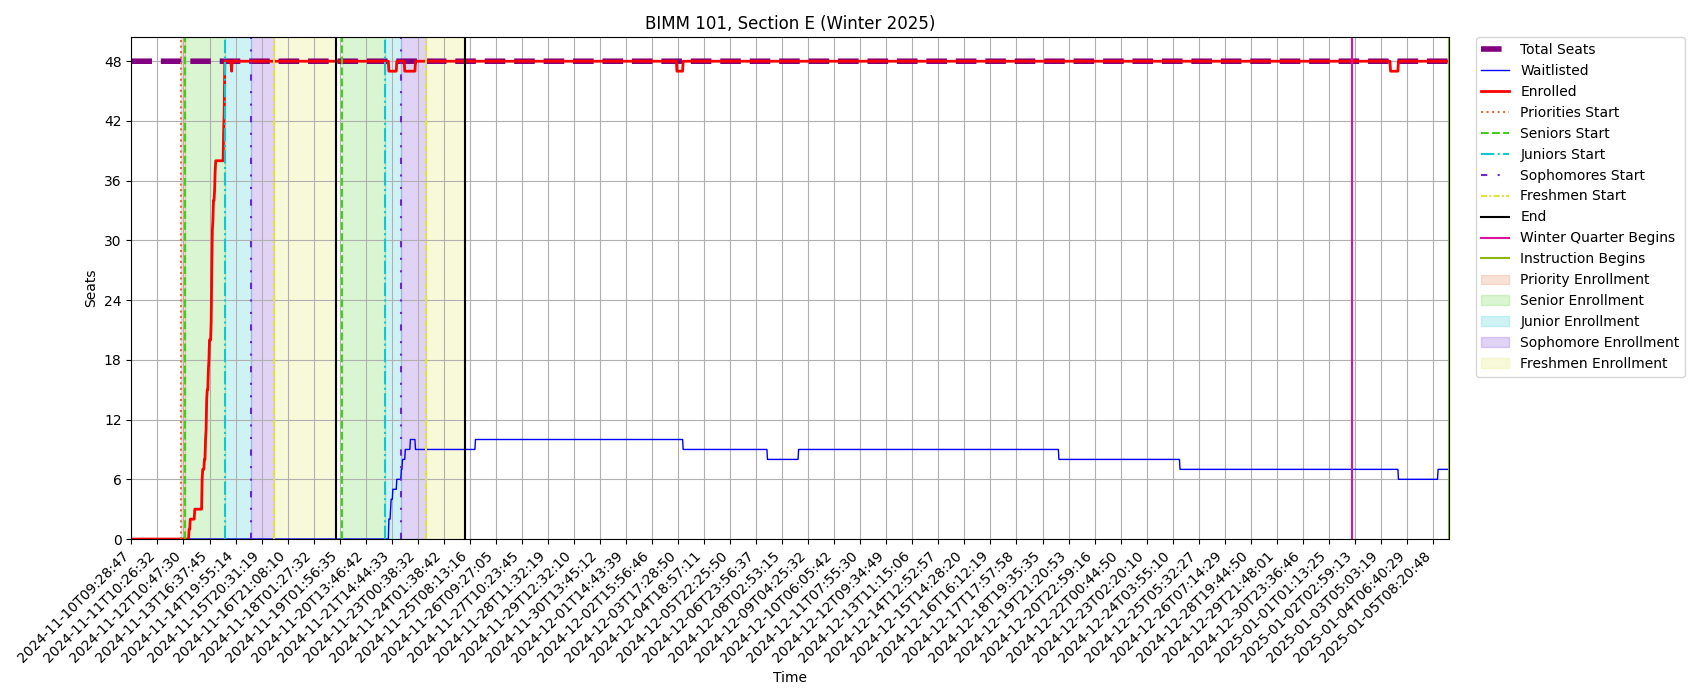 BIMM 101, Section E (Winter 2025)
Seats
48
42
36
30
24
18
12
6
0
2024-11-10T09:28:47
2024-11-11T10:26:32
2024-11-12T10:47:30
2024-11-13T16:37:45
2024-11-14T19:55:14
2024-11-15T20:31:19
2024-11-16T21:08:10
2024-11-18T01:27:32
2024-11-19T01:56:35
2024-11-20T13:46:42
2024-11-21T14:44:33
2024-11-23T00:38:32
2024-11-24T01:38:42
2024-11-25T08:13:16
2024-11-26T09:27:05
2024-11-27T10:23:45
2024-11-28T11:32:19
2024-11-29T12:32:10
2024-11-30T13:45:12
2024-12-01T14:43:39
2024-12-02T15:56:46
2024-12-03T17:28:50
2024-12-04T18:57:11
2024-12-05T22:25:50
2024-12-06T23:56:37
2024-12-08T02:53:15
2024-12-09T04:25:32
2024-12-10T06:05:42
2024-12-11T07:55:30
2024-12-12T09:34:49
2024-12-13T11:15:06
2024-12-14T12:52:57
2024-12-15T14:28:20
2024-12-16T16:12:19
2024-12-17T17:57:58
2024-12-18T19:35:35
2024-12-19T21:20:53
2024-12-20T22:59:16
2024-12-22T00:44:50
2024-12-23T02:20:10
2024-12-24T03:55:10
2024-12-25T05:32:27
2024-12-26T07:14:29
2024-12-28T19:44:50
2024-12-29T21:48:01
2024-12-30T23:36:46
2025-01-01T01:13:25
2025-01-02T02:59:13
2025-01-03T05:03:19
2025-01-04T06:40:29
2025-01-05T08:20:48
Time
Total Seats
Waitlisted
Enrolled
Priorities Start
Seniors Start
Juniors Start
Sophomores Start
Freshmen Start
End
Winter Quarter Begins
Instruction Begins
Priority Enrollment
Senior Enrollment
Junior Enrollment
Sophomore Enrollment
Freshmen Enrollment